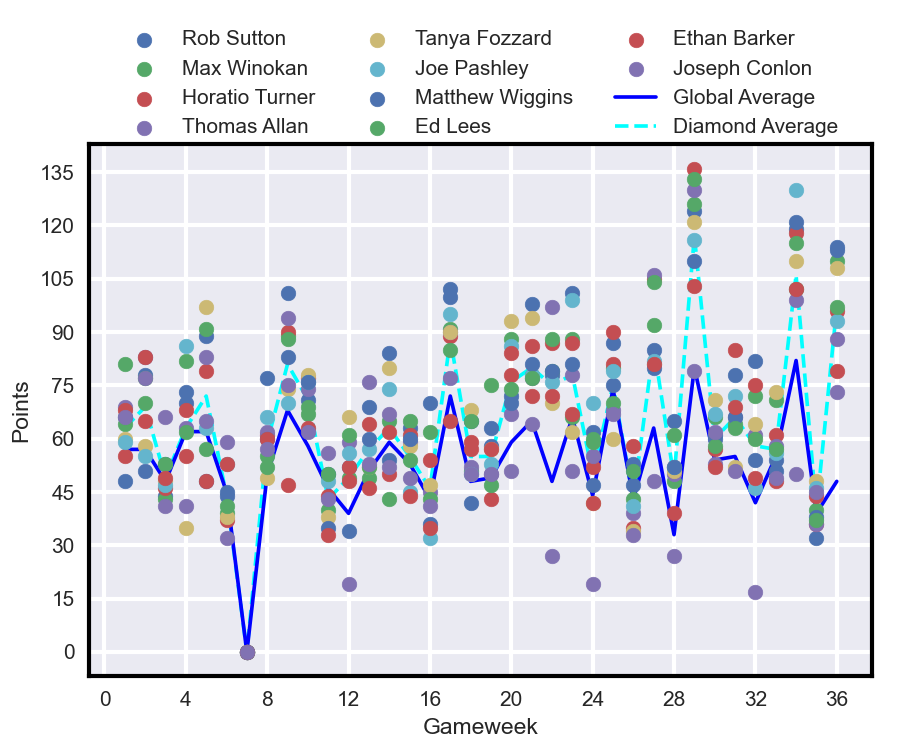 Rob Sutton
Max Winokan
Horatio Turner
Thomas Allan
Tanya Fozzard
Joe Pashley
Matthew Wiggins
Ed Lees
Ethan Barker
Joseph Conlon
Global Average
Diamond Average
Points
135
120
105
90
75
60
45
30
15
0
0 4 8 12 16 20 24 28 32 36
Gameweek